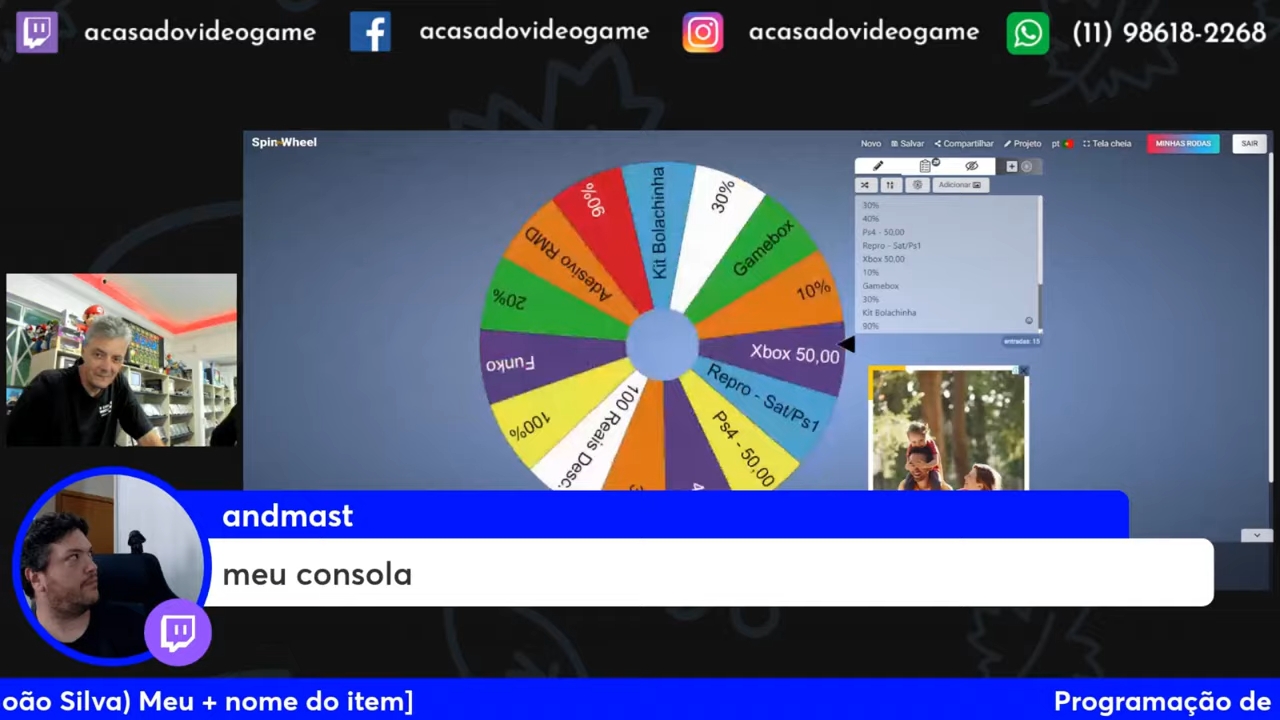 acasadovideogame
acasadovideogame
acasadovideogame
(11) 98618-2268
SpinWheel
Novo
Salvar
Compartilhar
Projeto
pt
Tela cheia
MINHAS RODAS
SAIR
Adicionar
30%
40%
Ps4 - 50,00
Repro - Sat/Ps1
Xbox 50.00
10%
Gamebox
30%
Kit Bolachinha
90%
entradas: 15
Kit Bolachinha
30%
Gamebox
10%
Xbox 50,00
Repro - Sat/Ps1
Ps4 - 50,00
100 Reais Desc.
100%
Funko
20%
Adesivo RMD
90%
andmast
meu consola
oão Silva) Meu + nome do item]
Programação de